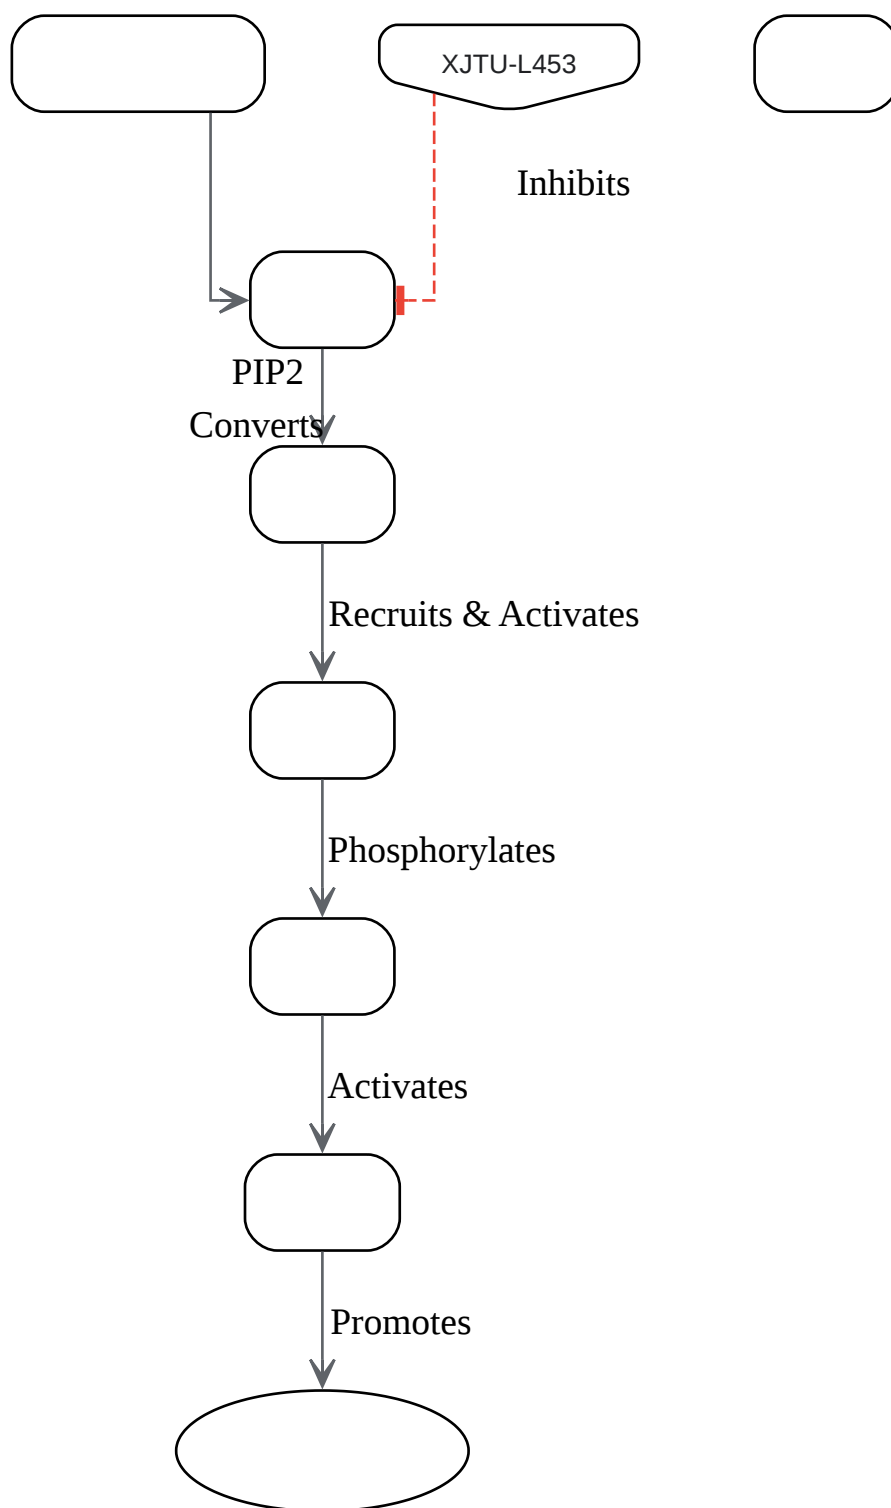 XJTU-L453
Inhibits
PIP2
Converts
Recruits & Activates
Phosphorylates
Activates
Promotes